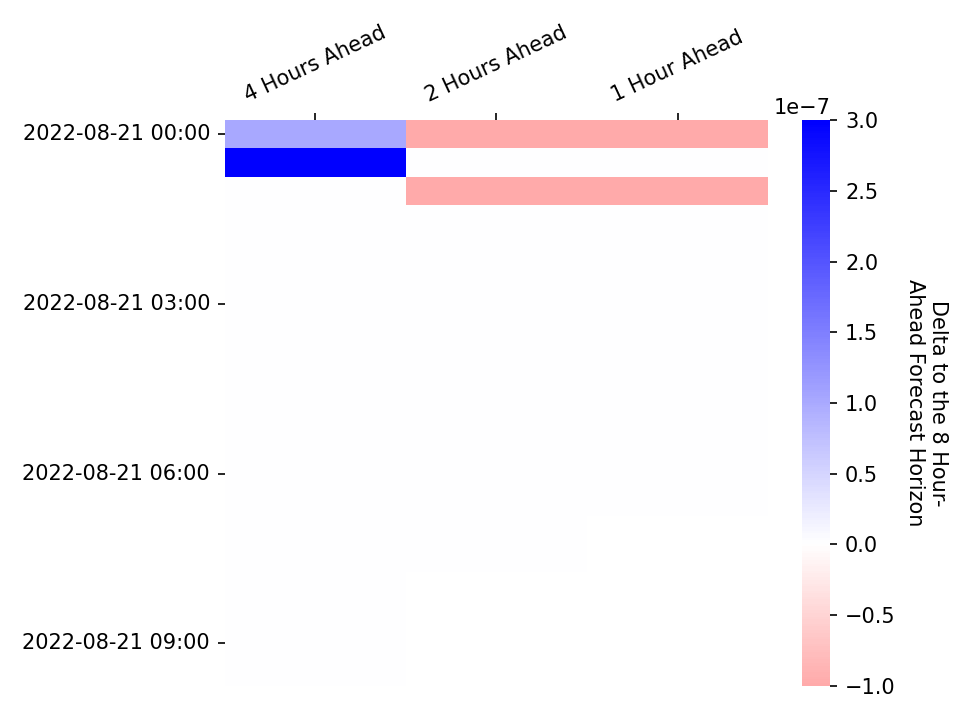 4 Hours Ahead
2 Hours Ahead
1 Hour Ahead
1e−7
2022-08-21 00:00
2022-08-21 03:00
2022-08-21 06:00
2022-08-21 09:00
3.0
2.5
2.0
1.5
1.0
0.5
0.0
−0.5
−1.0
Delta to the 8 Hour-
Ahead Forecast Horizon